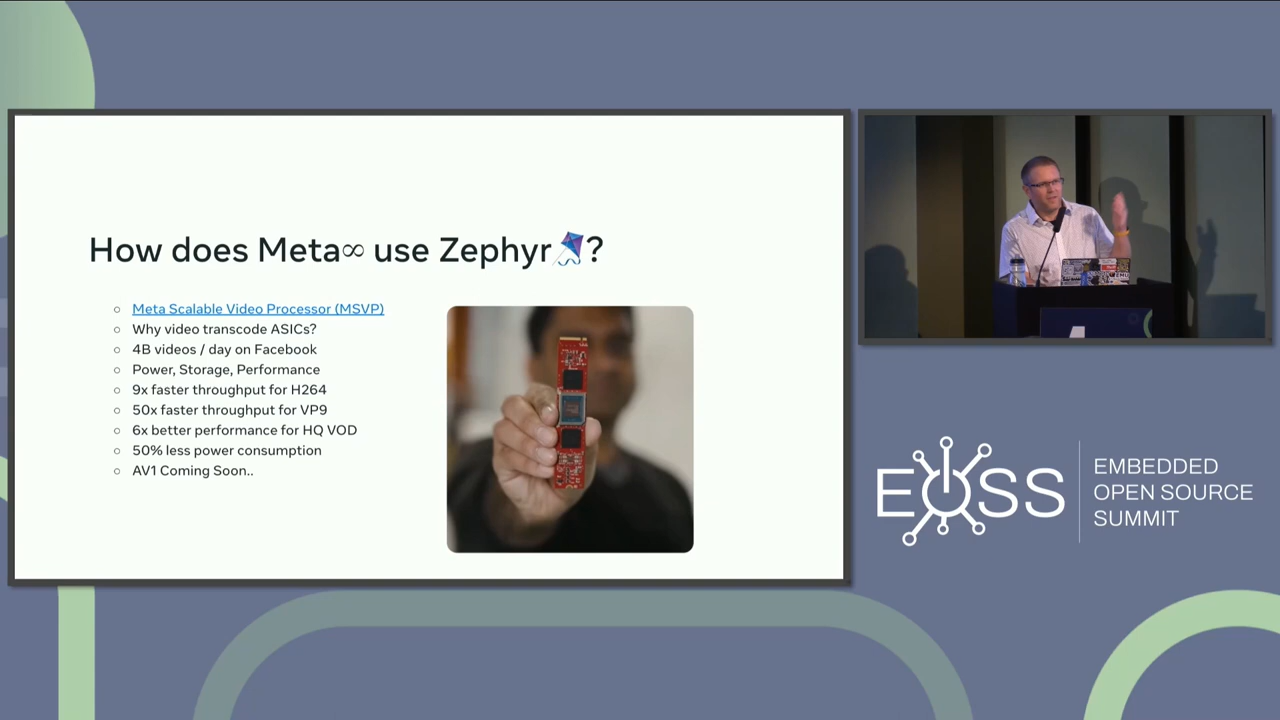 How does Meta∞ use Zephyr🪁?
Meta Scalable Video Processor (MSVP)
Why video transcode ASICs?
4B videos / day on Facebook
Power, Storage, Performance
9x faster throughput for H264
50x faster throughput for VP9
6x better performance for HQ VOD
50% less power consumption
AV1 Coming Soon..
EOSS
EMBEDDED
OPEN SOURCE
SUMMIT